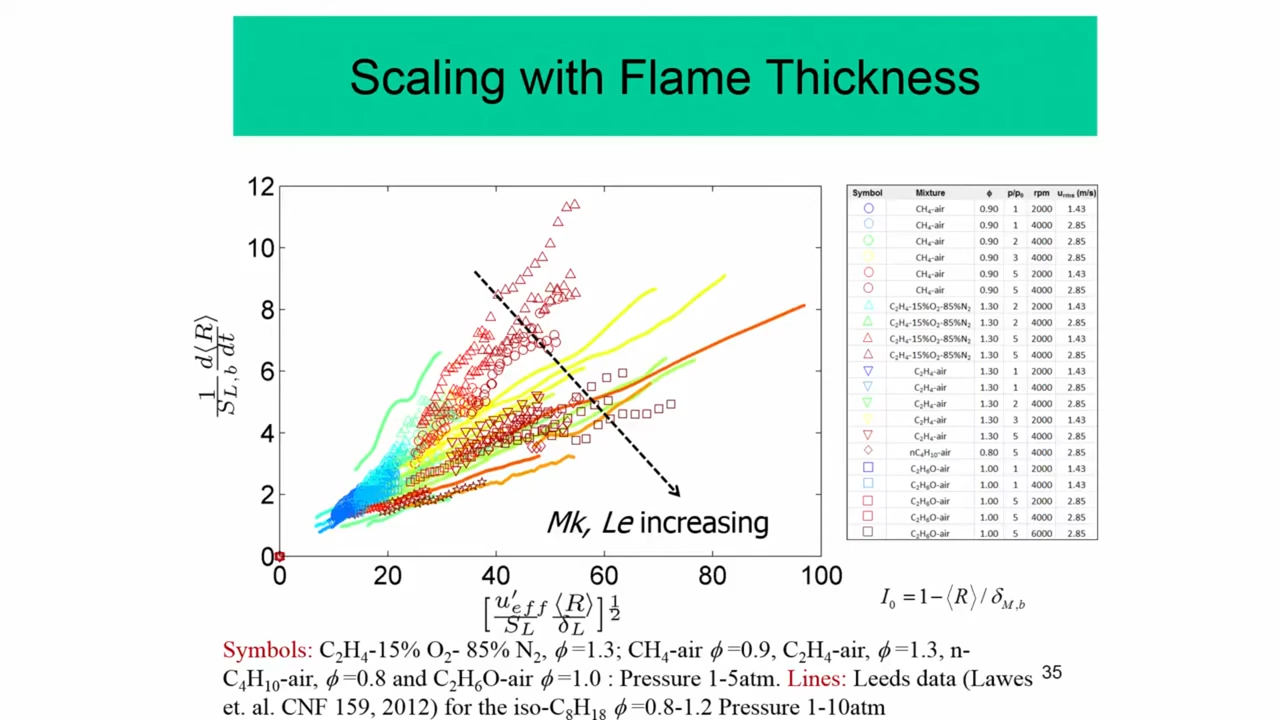 Scaling with Flame Thickness
12
10
8
6
4
2
0
0 20 40 60 80 100
1/S_{L,b} d⟨R⟩/dt
Mk, Le increasing
[u'_{eff}/S_L ⟨R⟩/δ_L]^{1/2}
Symbol Mixture ϕ p/p₀ rpm u_{rms} (m/s)
CH₄-air 0.90 1 2000 1.43
CH₄-air 0.90 1 4000 2.85
CH₄-air 0.90 2 4000 2.85
CH₄-air 0.90 3 4000 2.85
CH₄-air 0.90 5 2000 1.43
CH₄-air 0.90 5 4000 2.85
C₂H₄-15%O₂-85%N₂ 1.30 2 2000 1.43
C₂H₄-15%O₂-85%N₂ 1.30 2 4000 2.85
C₂H₄-15%O₂-85%N₂ 1.30 5 2000 1.43
C₂H₄-15%O₂-85%N₂ 1.30 5 4000 2.85
C₂H₄-air 1.30 1 2000 1.43
C₂H₄-air 1.30 1 4000 2.85
C₂H₄-air 1.30 2 4000 2.85
C₂H₄-air 1.30 3 2000 1.43
C₂H₄-air 1.30 5 4000 2.85
nC₄H₁₀-air 0.80 5 4000 2.85
C₂H₆O-air 1.00 1 2000 1.43
C₂H₆O-air 1.00 1 4000 2.85
C₂H₆O-air 1.00 5 2000 2.85
C₂H₆O-air 1.00 5 4000 2.85
C₂H₆O-air 1.00 5 6000 2.85
I₀ =1−⟨R⟩/δ_{M,b}
Symbols: C₂H₄-15% O₂- 85% N₂, ϕ=1.3; CH₄-air ϕ=0.9, C₂H₄-air, ϕ=1.3, n-
C₄H₁₀-air, ϕ=0.8 and C₂H₆O-air ϕ=1.0 : Pressure 1-5atm. Lines: Leeds data (Lawes
et. al. CNF 159, 2012) for the iso-C₈H₁₈ ϕ=0.8-1.2 Pressure 1-10atm
35